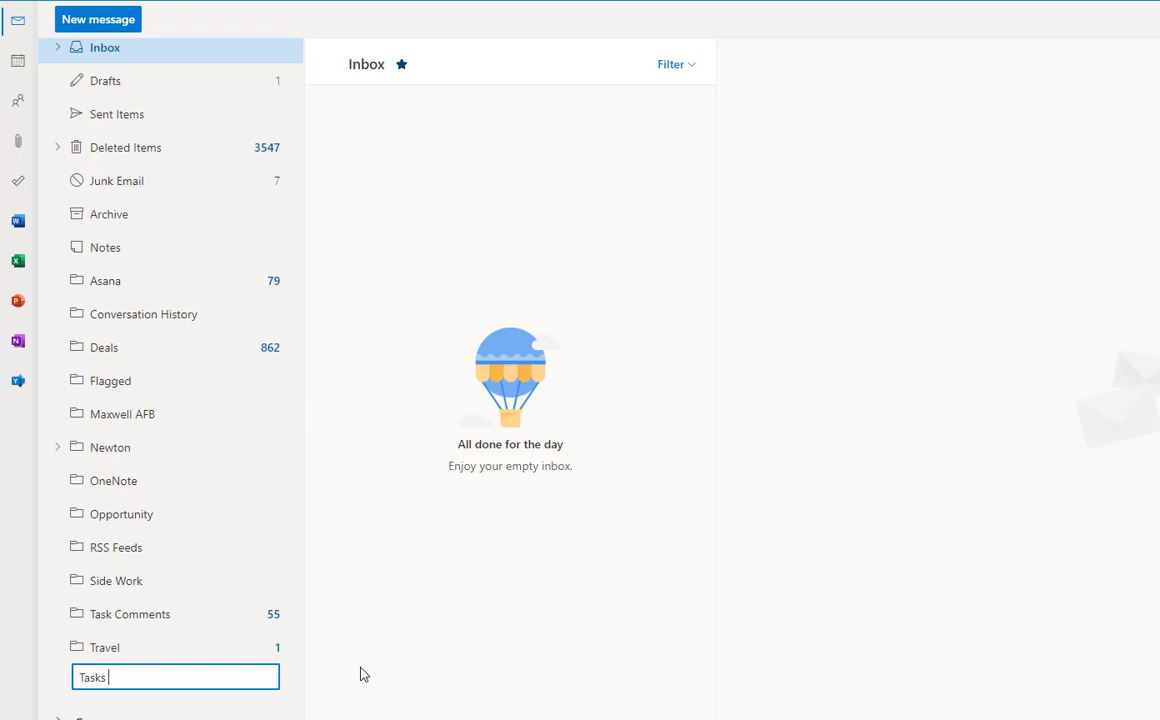 New message
Inbox
Drafts 1
Sent Items
Deleted Items 3547
Junk Email 7
Archive
Notes
Asana 79
Conversation History
Deals 862
Flagged
Maxwell AFB
Newton
OneNote
Opportunity
RSS Feeds
Side Work
Task Comments 55
Travel 1
Tasks
Inbox
Filter
All done for the day
Enjoy your empty inbox.